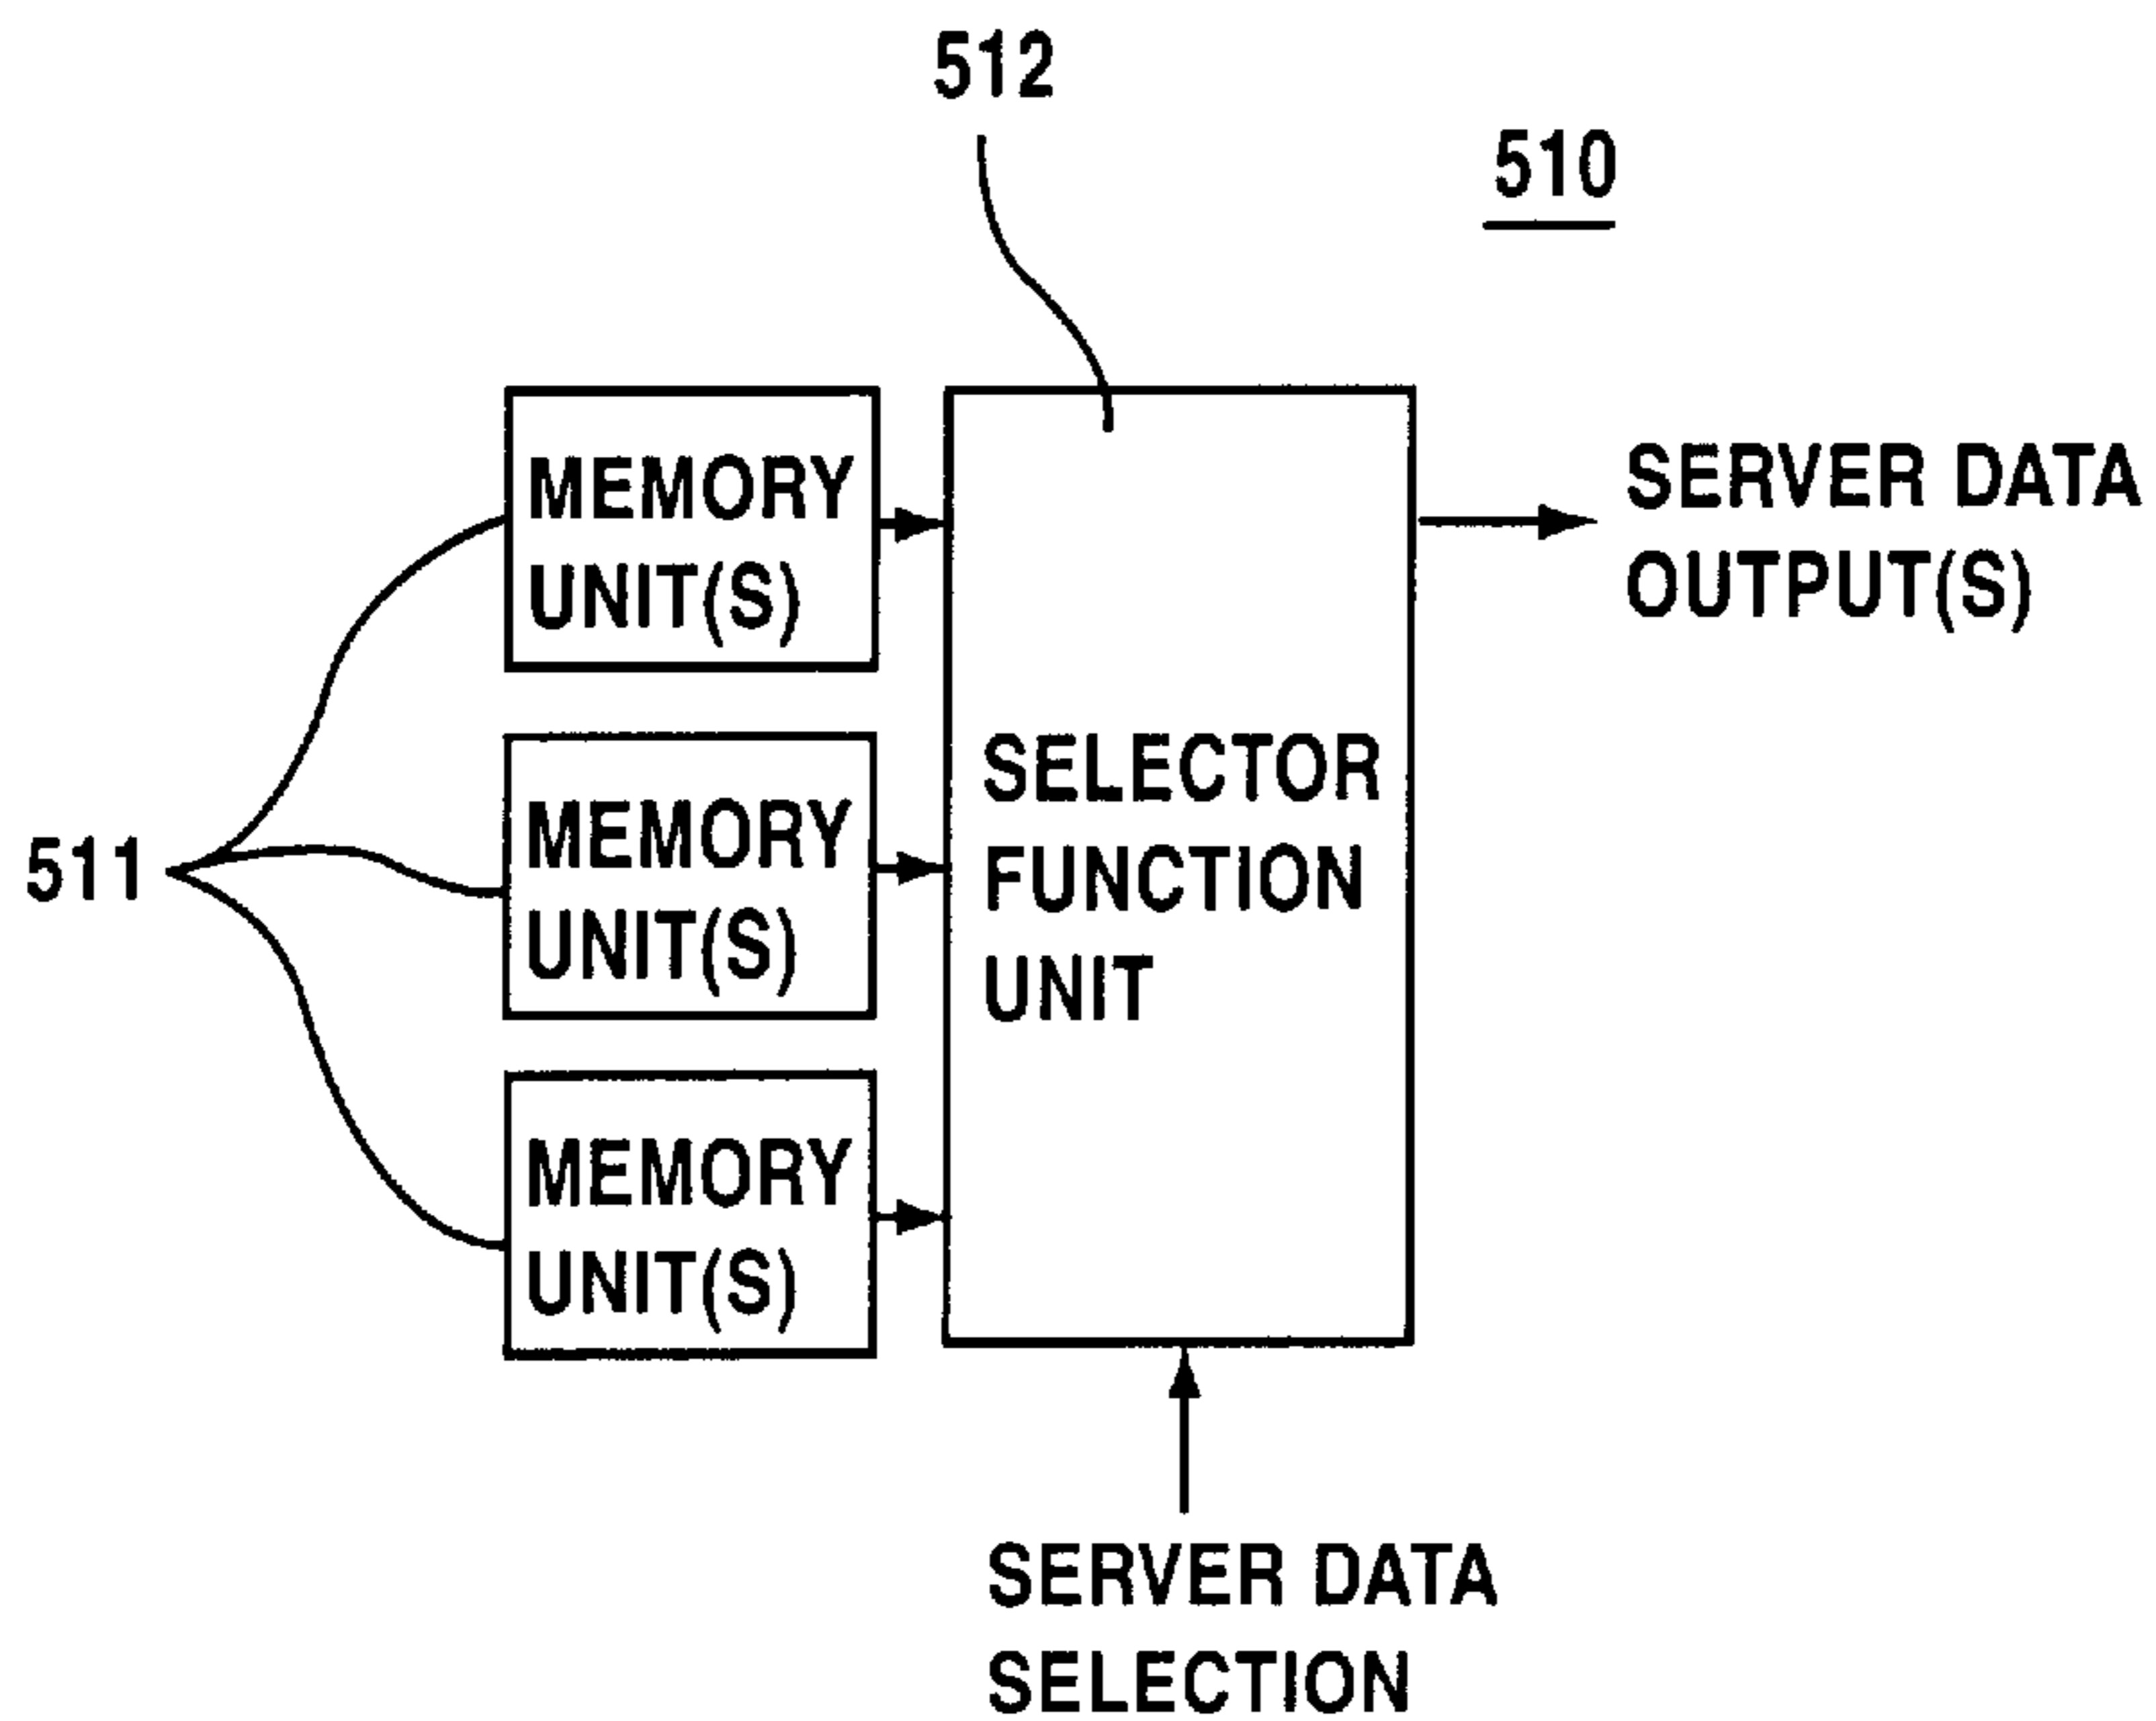 512
510
MEMORY
UNIT(S)
SERVER DATA
OUTPUT(S)
SELECTOR
FUNCTION
UNIT
511
MEMORY
UNIT(S)
MEMORY
UNIT(S)
SERVER DATA
SELECTION